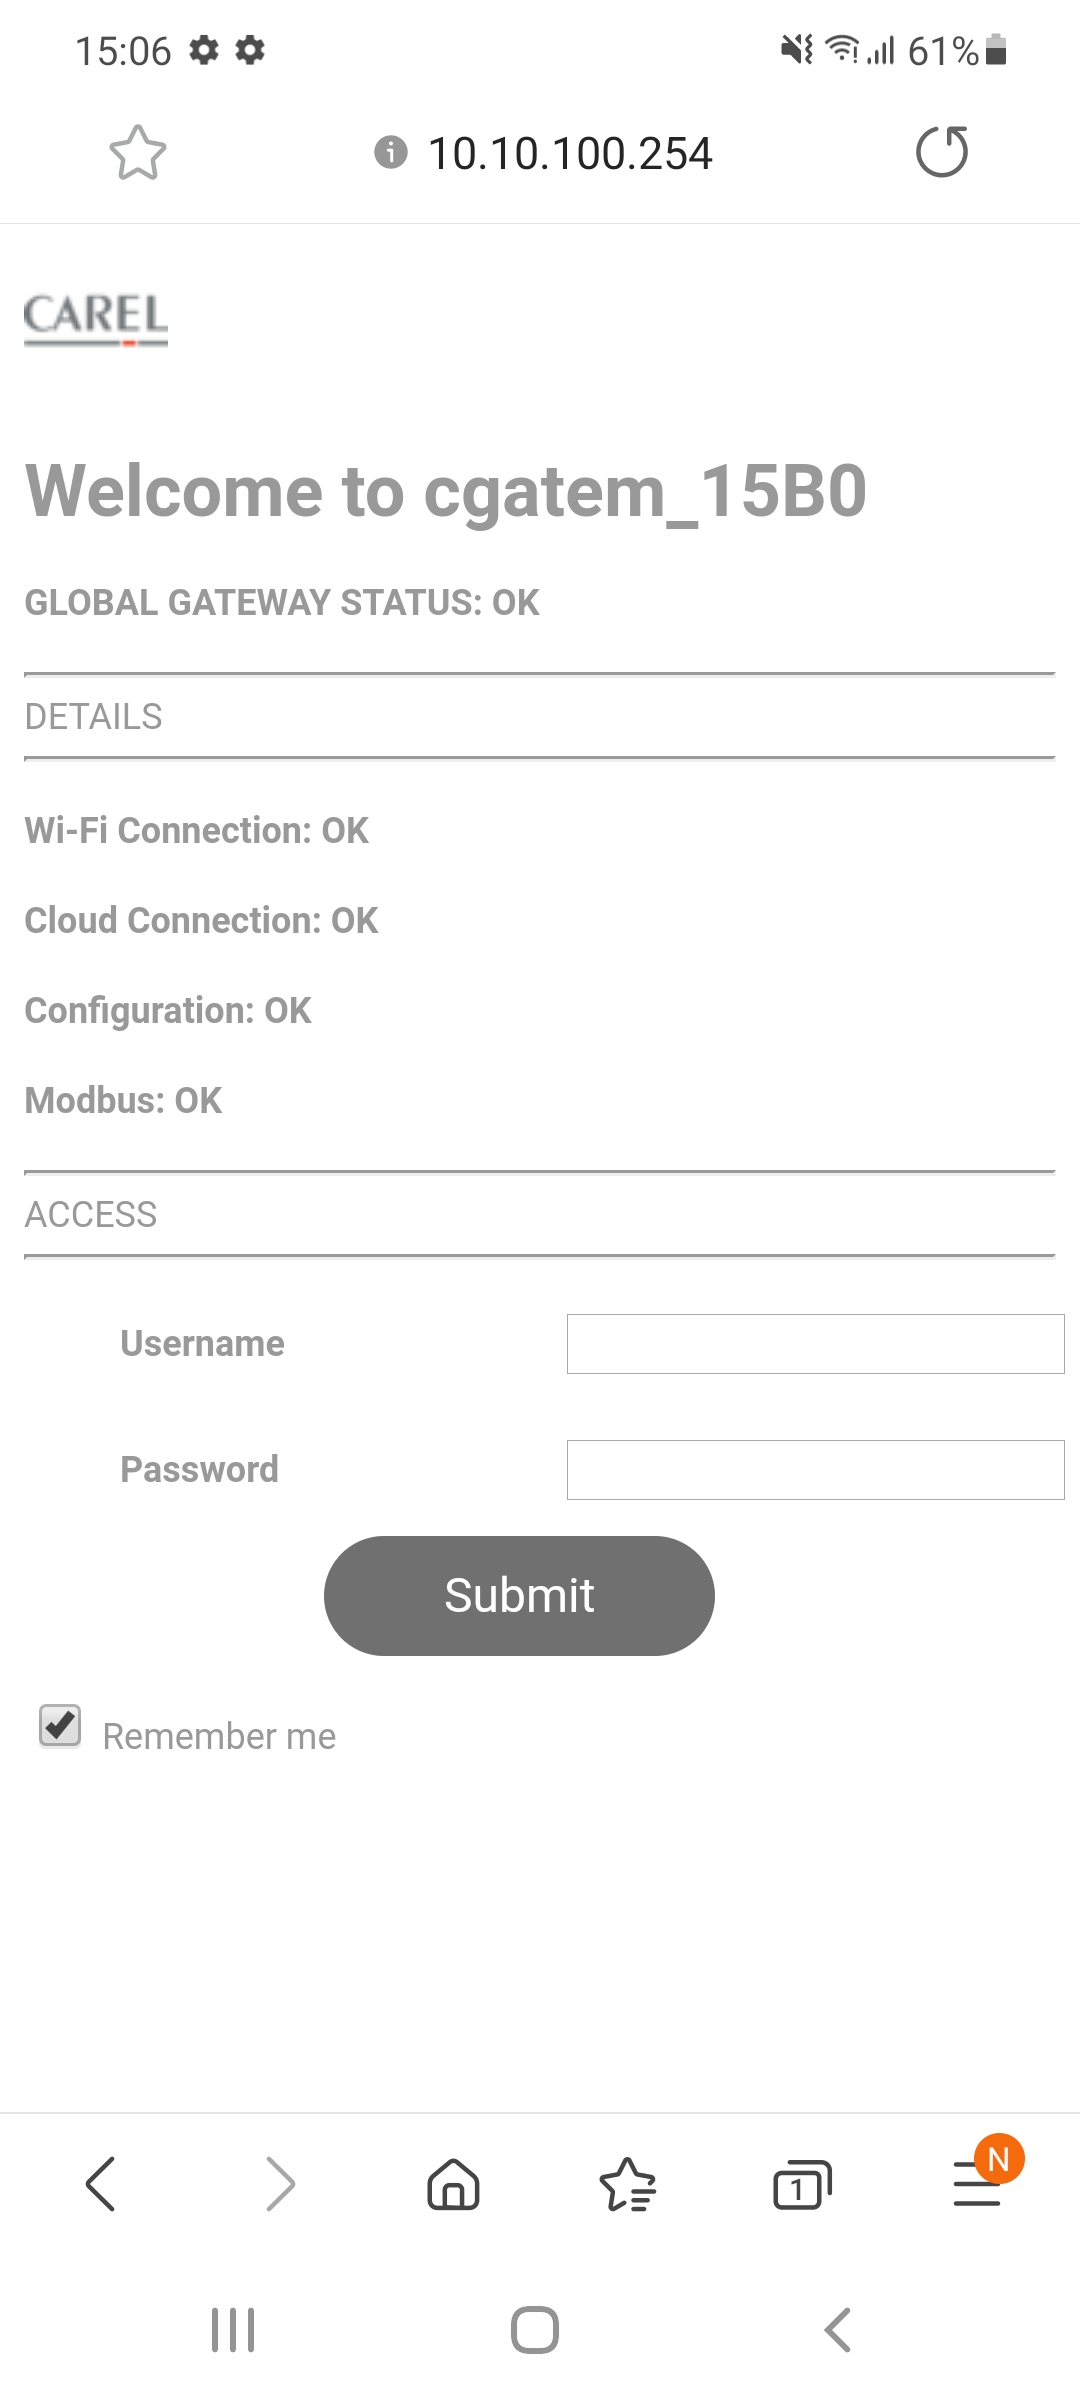 15:06
61%
10.10.100.254
CAREL
Welcome to cgatem_15B0
GLOBAL GATEWAY STATUS: OK
DETAILS
Wi-Fi Connection: OK
Cloud Connection: OK
Configuration: OK
Modbus: OK
ACCESS
Username
Password
Submit
Remember me
1
N